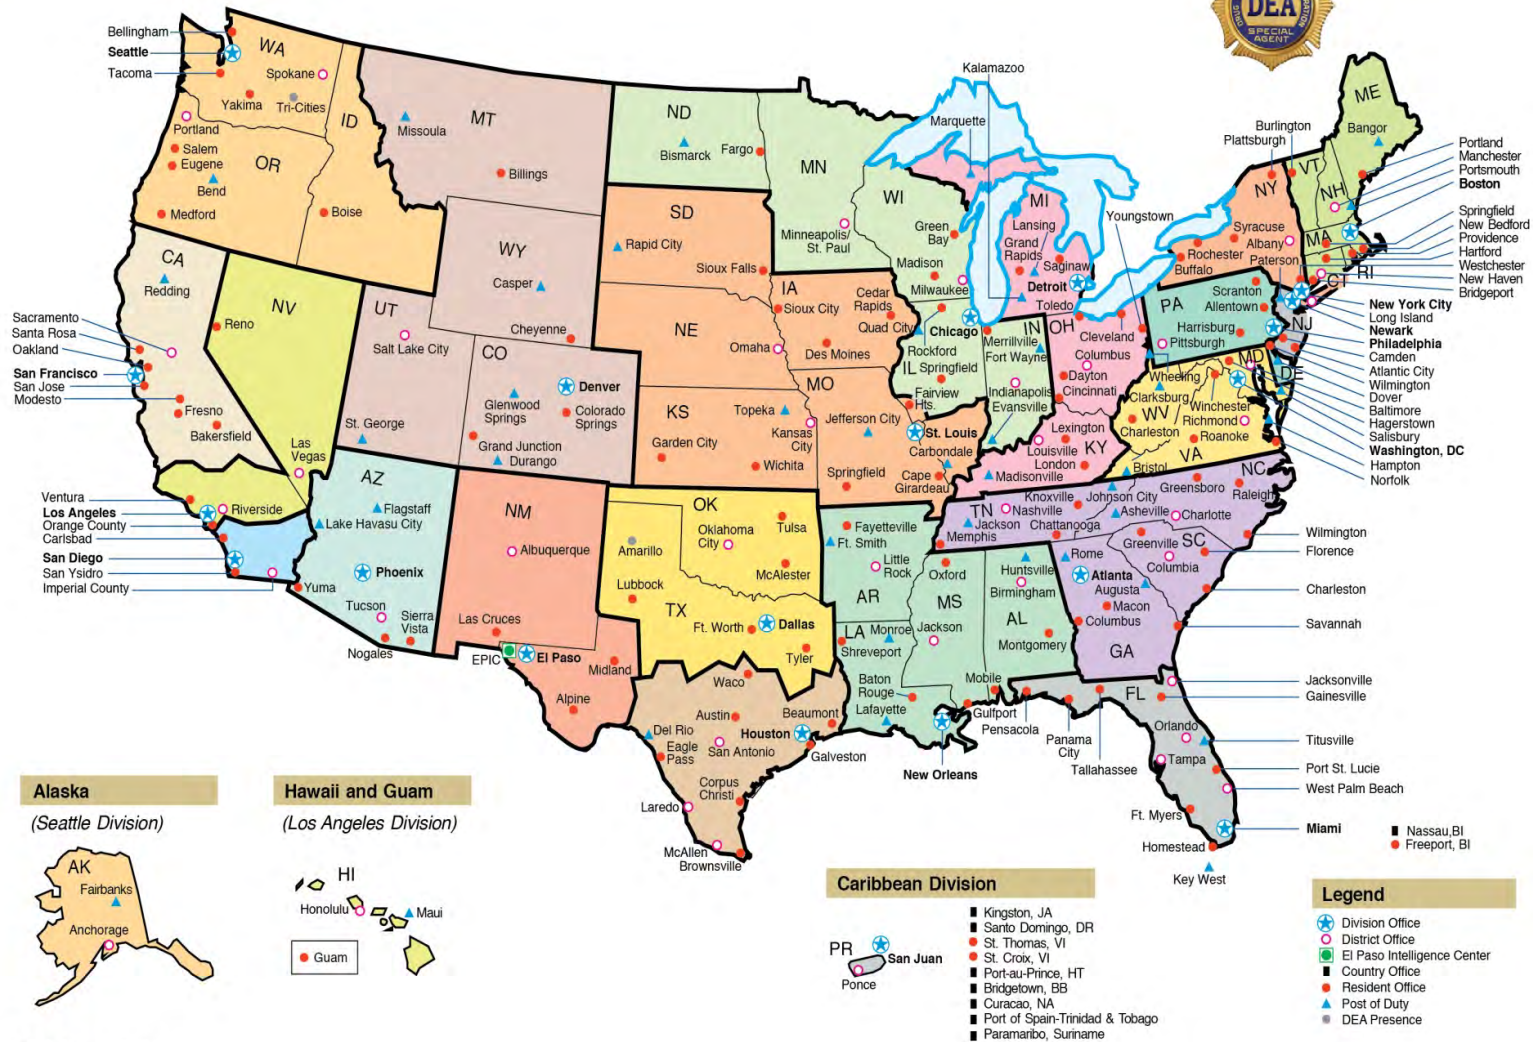 DEA
SPECIAL
AGENT
Bellingham
Seattle
Tacoma
WA
Spokane
Yakima
Tri-Cities
Portland
Salem
Eugene
OR
Bend
Medford
ID
Boise
MT
Missoula
Billings
WY
Casper
Cheyenne
ND
Bismarck
Fargo
SD
Rapid City
Sioux Falls
NE
Omaha
KS
Topeka
Kansas
City
Garden City
Wichita
MN
Minneapolis/
St. Paul
WI
Green
Bay
Madison
Milwaukee
IA
Sioux City
Cedar
Rapids
Quad City
Des Moines
MO
Jefferson City
St. Louis
Springfield
Cape
Girardeau
Carbondale
Chicago
Rockford
IL
Springfield
Fairview
Hts.
Kalamazoo
Marquette
MI
Lansing
Grand
Rapids
Saginaw
Detroit
Toledo
IN
Merrillville
Fort Wayne
Indianapolis
Evansville
OH
Youngstown
Cleveland
Columbus
Dayton
Cincinnati
Lexington
Louisville
London
KY
Madisonville
CA
Redding
Sacramento
Santa Rosa
Oakland
San Francisco
San Jose
Modesto
Fresno
Bakersfield
NV
Reno
Las
Vegas
UT
Salt Lake City
St. George
CO
Denver
Glenwood
Springs
Colorado
Springs
Grand Junction
Durango
Ventura
Los Angeles
Orange County
Carlsbad
San Diego
San Ysidro
Imperial County
Riverside
AZ
Flagstaff
Lake Havasu City
Phoenix
Yuma
Tucson
Sierra
Vista
Nogales
NM
Albuquerque
Las Cruces
EPIC
El Paso
Midland
Alpine
OK
Oklahoma
City
Tulsa
McAlester
Amarillo
Lubbock
TX
Ft. Worth
Dallas
Tyler
Waco
Austin
Beaumont
Houston
Del Rio
Eagle
Pass
San Antonio
Galveston
Corpus
Christi
Laredo
McAllen
Brownsville
Fayetteville
Ft. Smith
Little
Rock
AR
LA
Monroe
Shreveport
Baton
Rouge
Lafayette
New Orleans
Oxford
MS
Jackson
Gulfport
Huntsville
Birmingham
AL
Montgomery
Mobile
TN
Knoxville
Johnson City
Nashville
Jackson
Chattanooga
Memphis
Rome
Atlanta
Augusta
Macon
Columbus
GA
NC
Greensboro
Raleigh
Asheville
Charlotte
SC
Greenville
Columbia
Wilmington
Florence
Charleston
Savannah
FL
Pensacola
Panama
City
Tallahassee
Jacksonville
Gainesville
Orlando
Tampa
Titusville
Port St. Lucie
West Palm Beach
Ft. Myers
Miami
Homestead
Key West
Nassau,BI
Freeport, BI
Wheeling
Clarksburg
WV
Charleston
Winchester
Richmond
Roanoke
VA
Bristol
MD
DE
PA
Scranton
Allentown
Harrisburg
Pittsburgh
NJ
Burlington
Plattsburgh
NY
Syracuse
Albany
Rochester
Buffalo
Paterson
VT
NH
ME
Bangor
MA
RI
CT
Portland
Manchester
Portsmouth
Boston
Springfield
New Bedford
Providence
Hartford
Westchester
New Haven
Bridgeport
New York City
Long Island
Newark
Philadelphia
Camden
Atlantic City
Wilmington
Dover
Baltimore
Hagerstown
Salisbury
Washington, DC
Hampton
Norfolk
Alaska
(Seattle Division)
AK
Fairbanks
Anchorage
Hawaii and Guam
(Los Angeles Division)
HI
Honolulu
Maui
Guam
Caribbean Division
PR
San Juan
Ponce
Kingston, JA
Santo Domingo, DR
St. Thomas, VI
St. Croix, VI
Port-au-Prince, HT
Bridgetown, BB
Curacao, NA
Port of Spain-Trinidad & Tobago
Paramaribo, Suriname
Legend
Division Office
District Office
El Paso Intelligence Center
Country Office
Resident Office
Post of Duty
DEA Presence